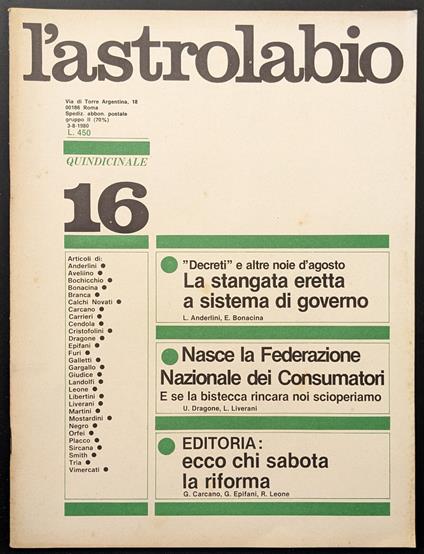 l'astrolabio
Via di Torre Argentina, 18
00186 Roma
Spediz. abbon. postale
gruppo II (70%)
3-8-1980
L. 450
QUINDICINALE
16
Articoli di:
Anderlini ●
Aveliino ●
Bochicchio ●
Bonacina ●
Branca ●
Calchi Novati ●
Carcano ●
Carrieri ●
Cendola ●
Cristofolini ●
Dragone ●
Epifani ●
Furi ●
Galletti ●
Gargallo ●
Giudice ●
Landolfi ●
Leone ●
Libertini ●
Liverani ●
Martini ●
Mostardini ●
Negro ●
Orfei ●
Placco ●
Sircana ●
Smith ●
Tria ●
Vimercati ●
● "Decreti" e altre noie d'agosto
La stangata eretta
a sistema di governo
L. Anderlini, E. Bonacina
● Nasce la Federazione
Nazionale dei Consumatori
E se la bistecca rincara noi scioperiamo
U. Dragone, L. Liverani
● EDITORIA:
ecco chi sabota
la riforma
G. Carcano, G. Epifani, R. Leone